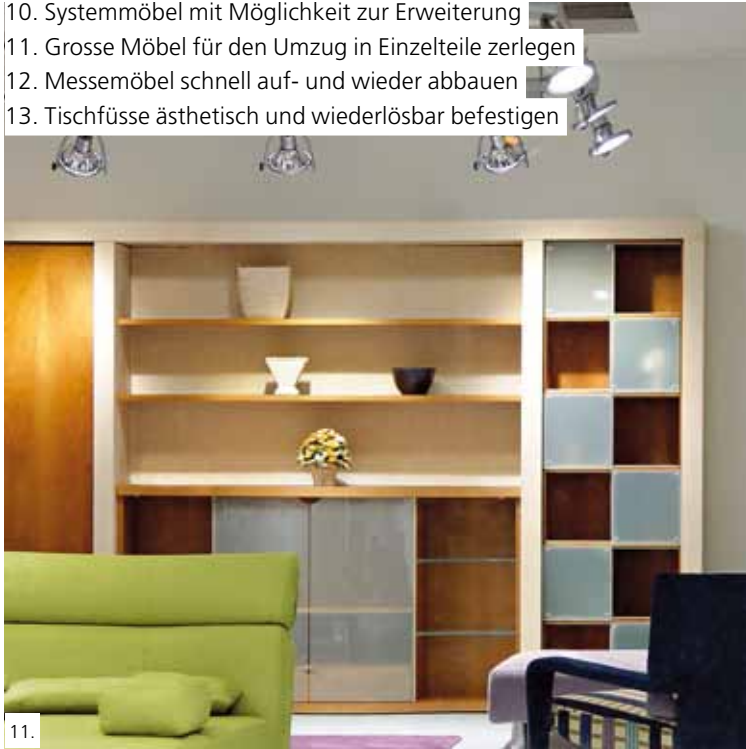 10. Systemmöbel mit Möglichkeit zur Erweiterung
11. Grosse Möbel für den Umzug in Einzelteile zerlegen
12. Messemöbel schnell auf- und wieder abbauen
13. Tischfüsse ästhetisch und wiederlösbar befestigen
11.